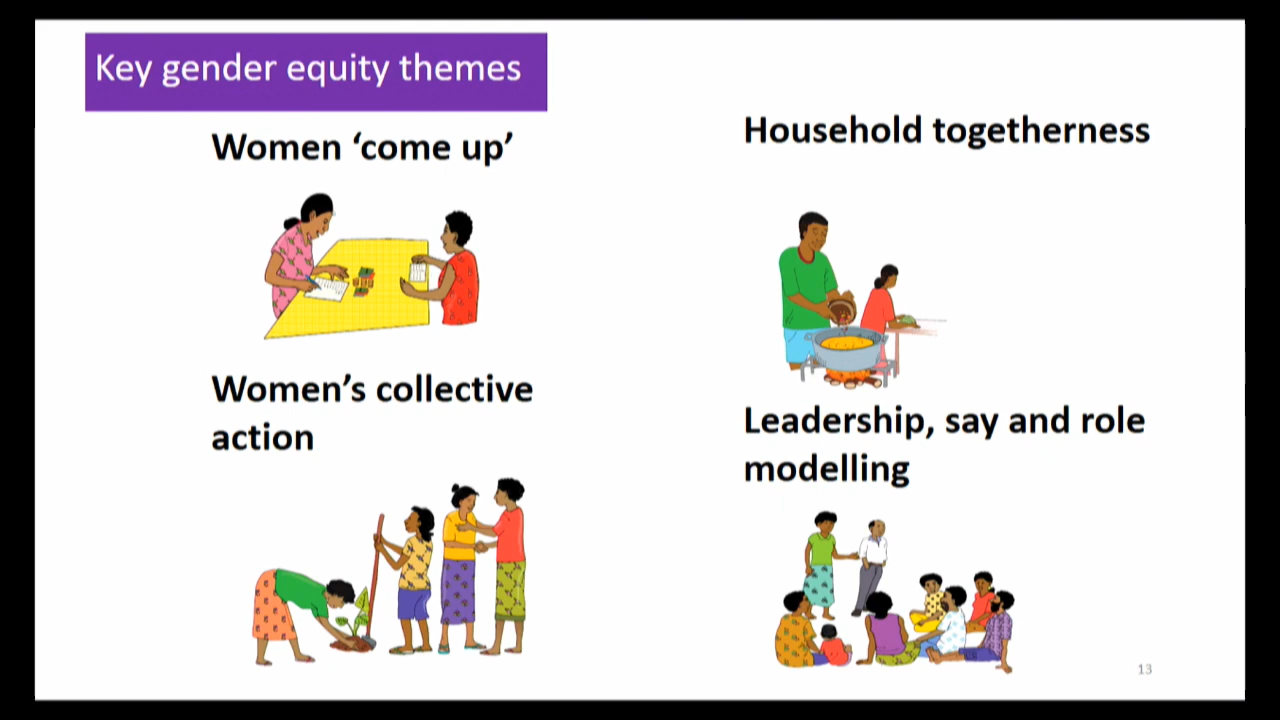 Key gender equity themes
Women ‘come up’
Household togetherness
Women’s collective
action
Leadership, say and role
modelling
13